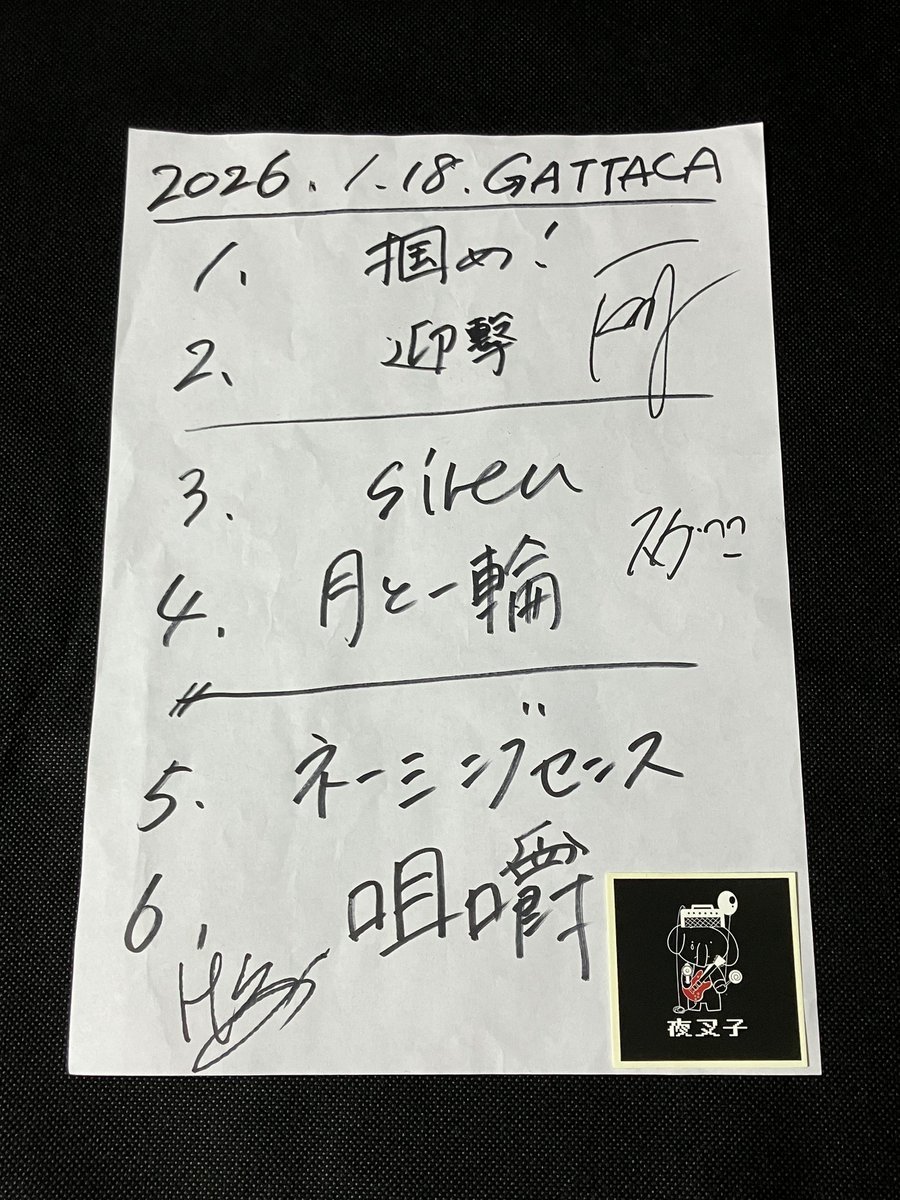 2026.1.18.GATTACA
1. 掴め!
2. 迎撃
3. siren
4. 月と一輪
5. ネーミングセンス
6. 咀嚼
夜叉子